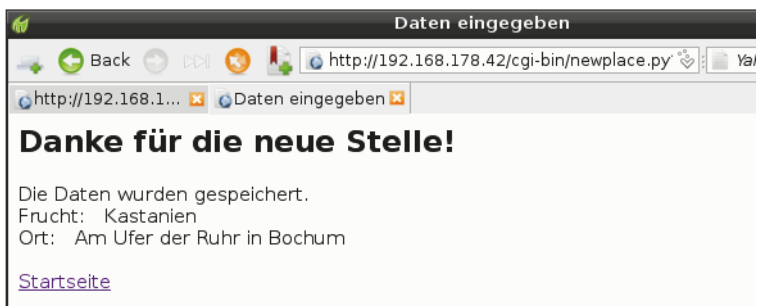 Daten eingegeben
Back http://192.168.178.42/cgi-bin/newplace.py
http://192.168.1... Daten eingegeben
Danke für die neue Stelle!
Die Daten wurden gespeichert.
Frucht: Kastanien
Ort: Am Ufer der Ruhr in Bochum
Startseite